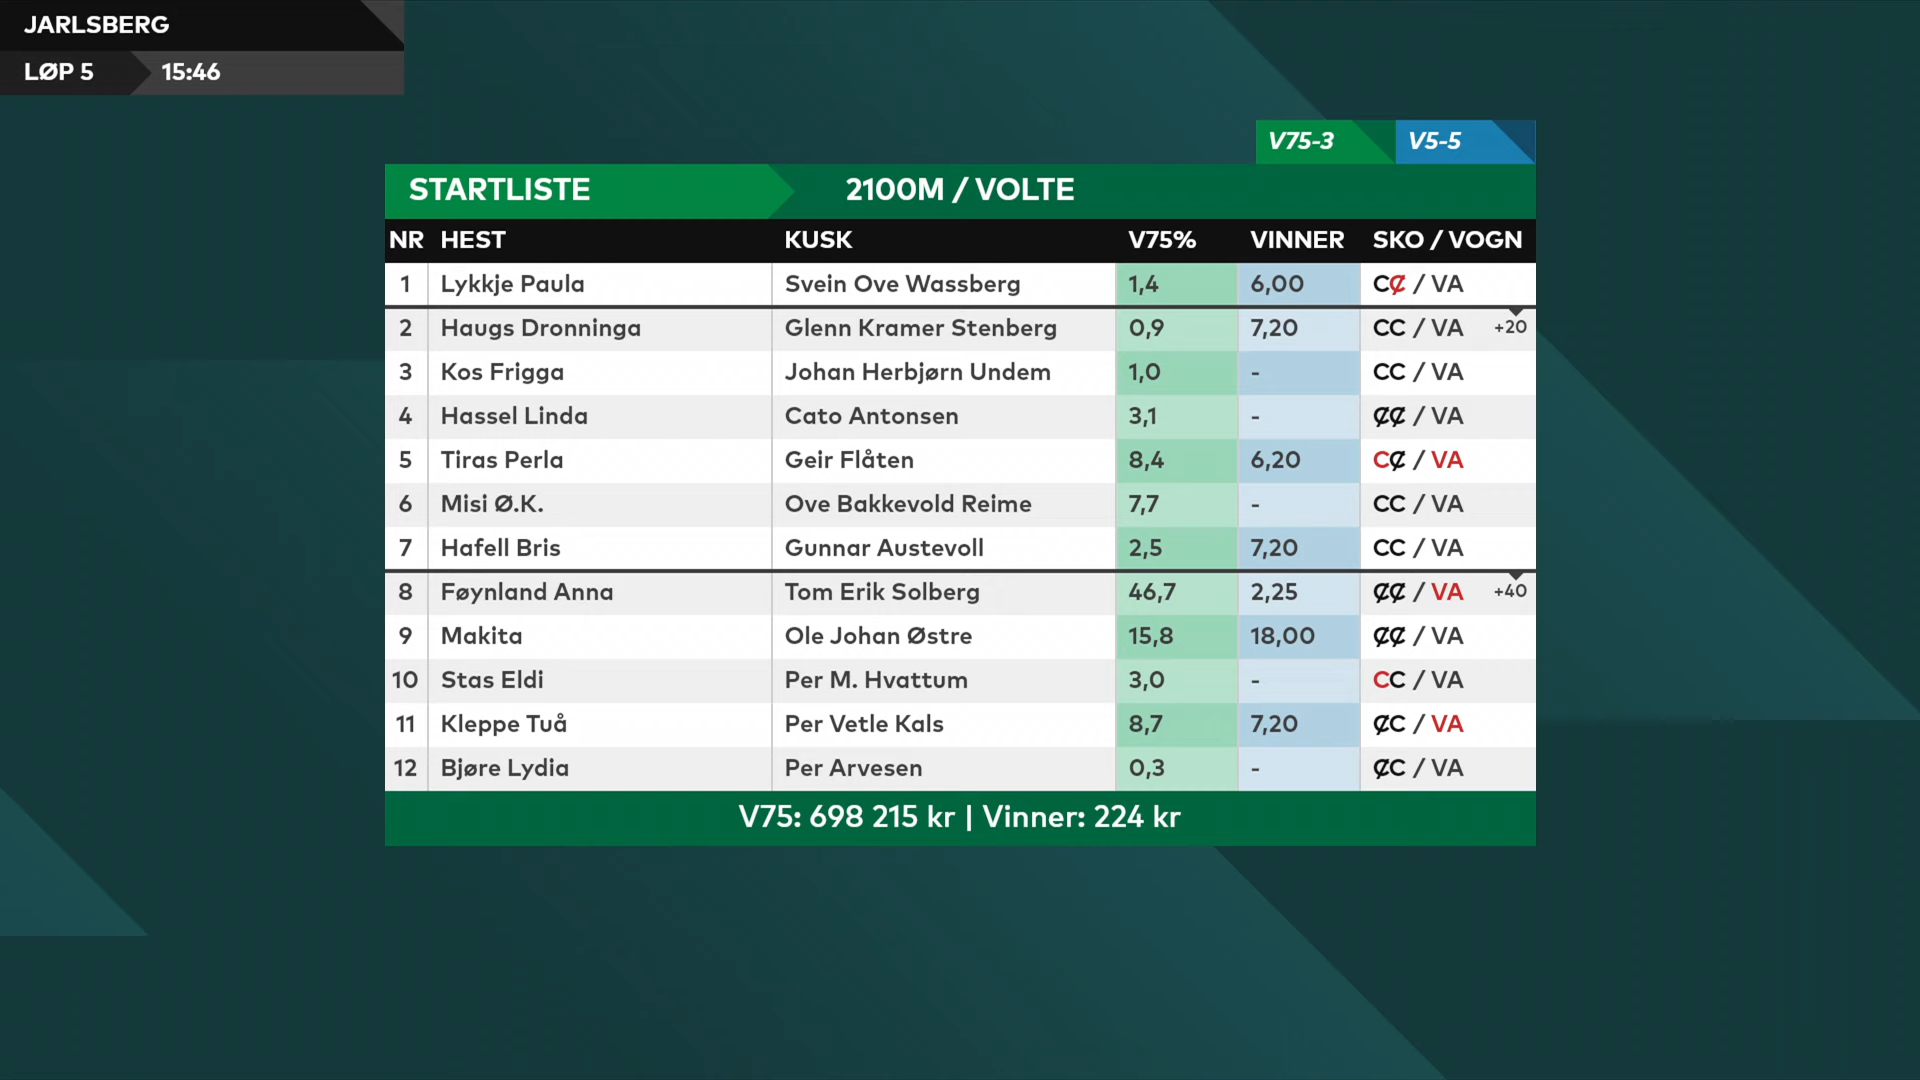 JARLSBERG
LØP 5 15:46
V75-3 V5-5
STARTLISTE 2100M / VOLTE
NR HEST KUSK V75% VINNER SKO / VOGN
1 Lykkje Paula Svein Ove Wassberg 1,4 6,00 CȻ / VA
2 Haugs Dronninga Glenn Kramer Stenberg 0,9 7,20 CC / VA +20
3 Kos Frigga Johan Herbjørn Undem 1,0 - CC / VA
4 Hassel Linda Cato Antonsen 3,1 - ȻȻ / VA
5 Tiras Perla Geir Flåten 8,4 6,20 CȻ / VA
6 Misi Ø.K. Ove Bakkevold Reime 7,7 - CC / VA
7 Hafell Bris Gunnar Austevoll 2,5 7,20 CC / VA
8 Føynland Anna Tom Erik Solberg 46,7 2,25 ȻȻ / VA +40
9 Makita Ole Johan Østre 15,8 18,00 ȻȻ / VA
10 Stas Eldi Per M. Hvattum 3,0 - CC / VA
11 Kleppe Tuå Per Vetle Kals 8,7 7,20 ȻC / VA
12 Bjøre Lydia Per Arvesen 0,3 - ȻC / VA
V75: 698 215 kr | Vinner: 224 kr